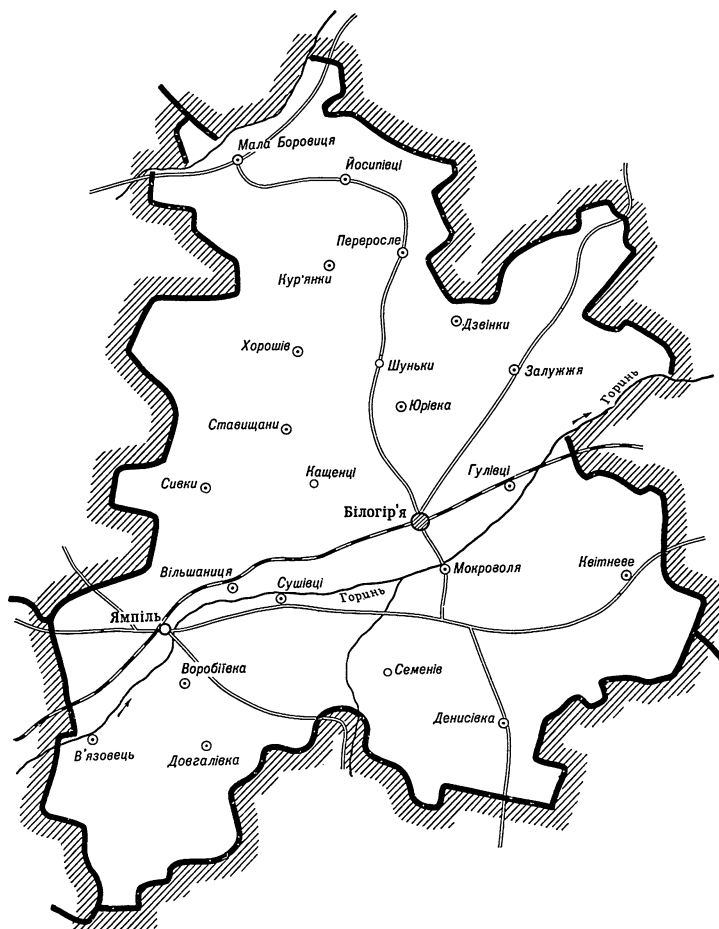 Мала Боровиця
Йосипівці
Переросле
Кур'янки
Дзвінки
Хорошів
Шуньки
Залужжя
Горинь
Юрівка
Ставищани
Кащенці
Гулівці
Сивки
Білогір'я
Квітневе
Мокроволя
Вільшаниця
Сушівці
Горинь
Ямпіль
Воробіївка
Семенів
Денисівка
В'язовець
Довгалівка